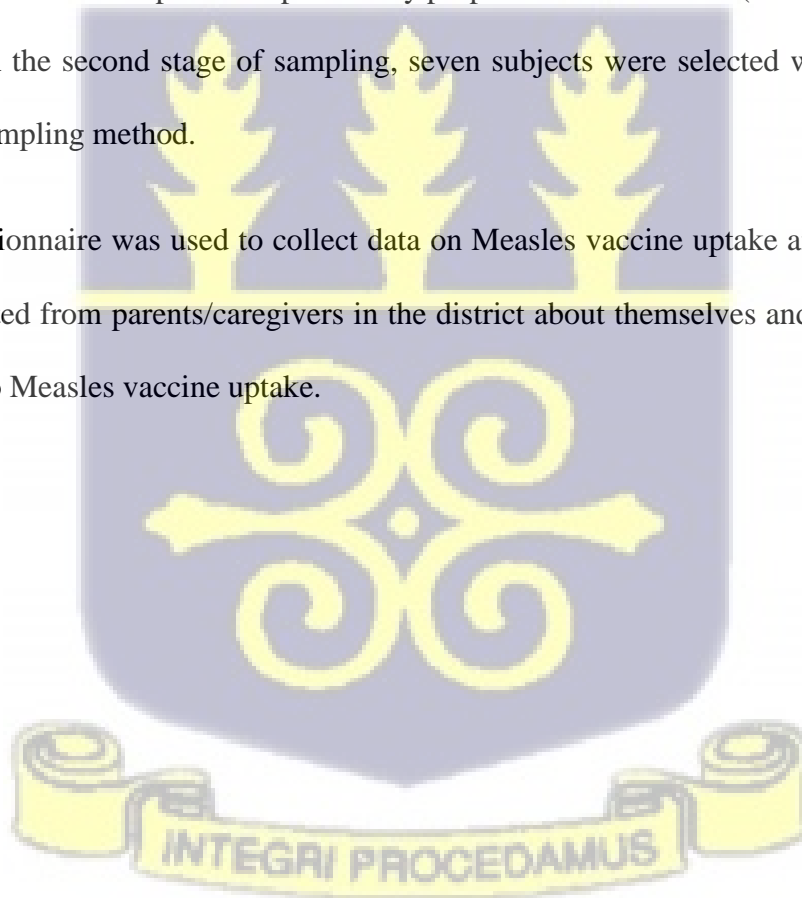 the second stage of sampling, seven subjects were selected
mpling method.
ionnaire was used to collect data on Measles vaccine uptake
ted from parents/caregivers in the district about themselves and
Measles vaccine uptake.
INTEGRI PROCEDAMUS